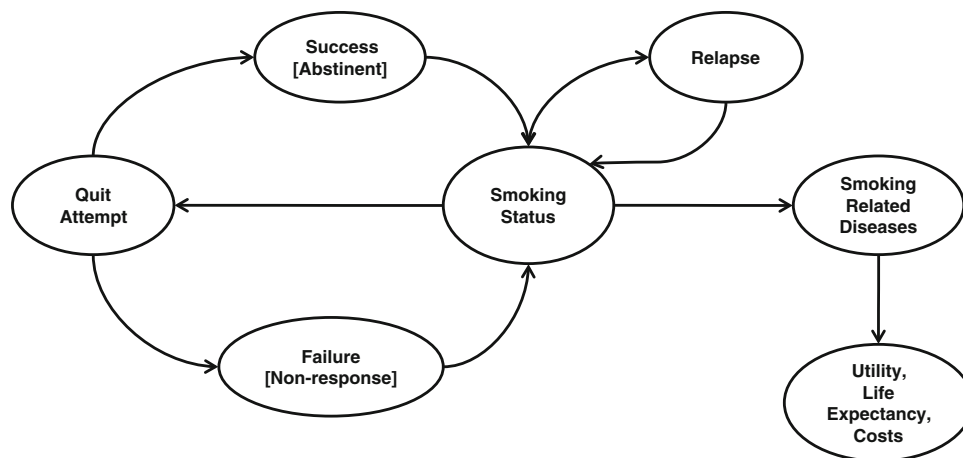 Success
[Abstinent]
Relapse
Quit
Attempt
Smoking
Status
Smoking
Related
Diseases
Failure
[Non-response]
Utility,
Life
Expectancy,
Costs